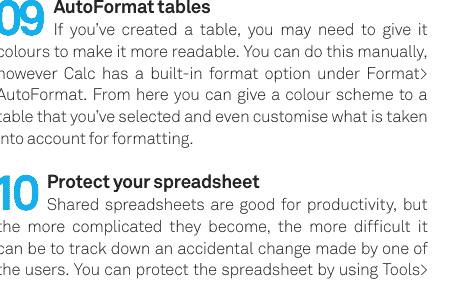 09 AutoFormat tables
If you've created a table, you may need to give it
colours to make it more readable. You can do this manually,
however Calc has a built-in format option under Format>
AutoFormat. From here you can give a colour scheme to a
table that you've selected and even customise what is taken
into account for formatting.
10 Protect your spreadsheet
Shared spreadsheets are good for productivity, but
the more complicated they become, the more difficult it
can be to track down an accidental change made by one of
the users. You can protect the spreadsheet by using Tools>